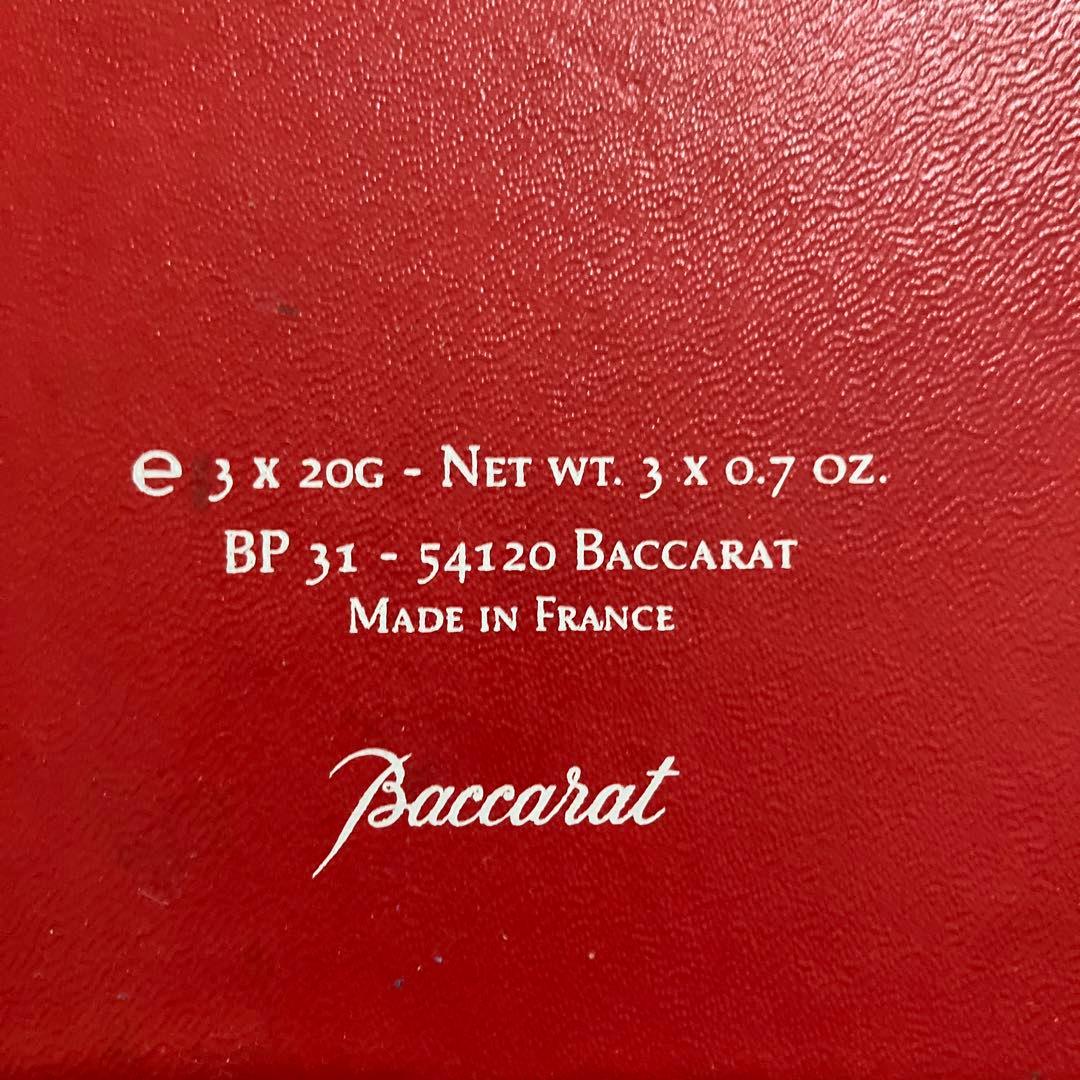 ℮ 3 x 20g - Net wt. 3 x 0.7 oz.
BP 31 - 54120 Baccarat
Made in France
Baccarat